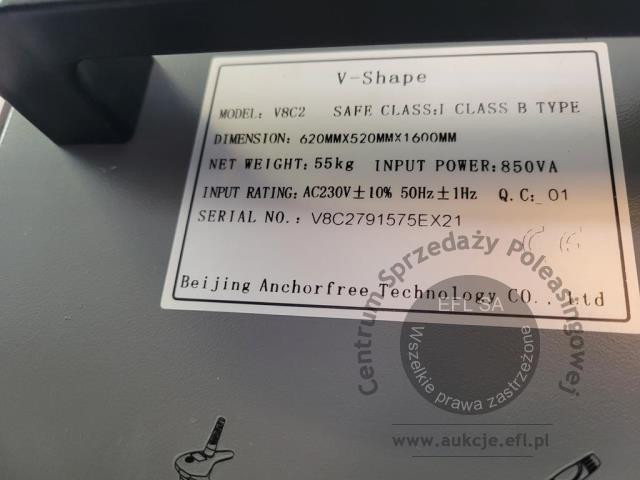 V-Shape
MODEL: V8C2 SAFE CLASS:I CLASS B TYPE
DIMENSION: 620MMX520MMX1600MM
NET WEIGHT: 55kg INPUT POWER: 850VA
INPUT RATING: AC230V±10% 50Hz±1Hz Q.C:_01
SERIAL NO.: V8C2791575EX21
CE
Beijing Anchorfree Technology CO., Ltd
Centrum Sprzedaży Poleasingowej
EFL SA
Wszelkie prawa zastrzeżone
www.aukcje.efl.pl